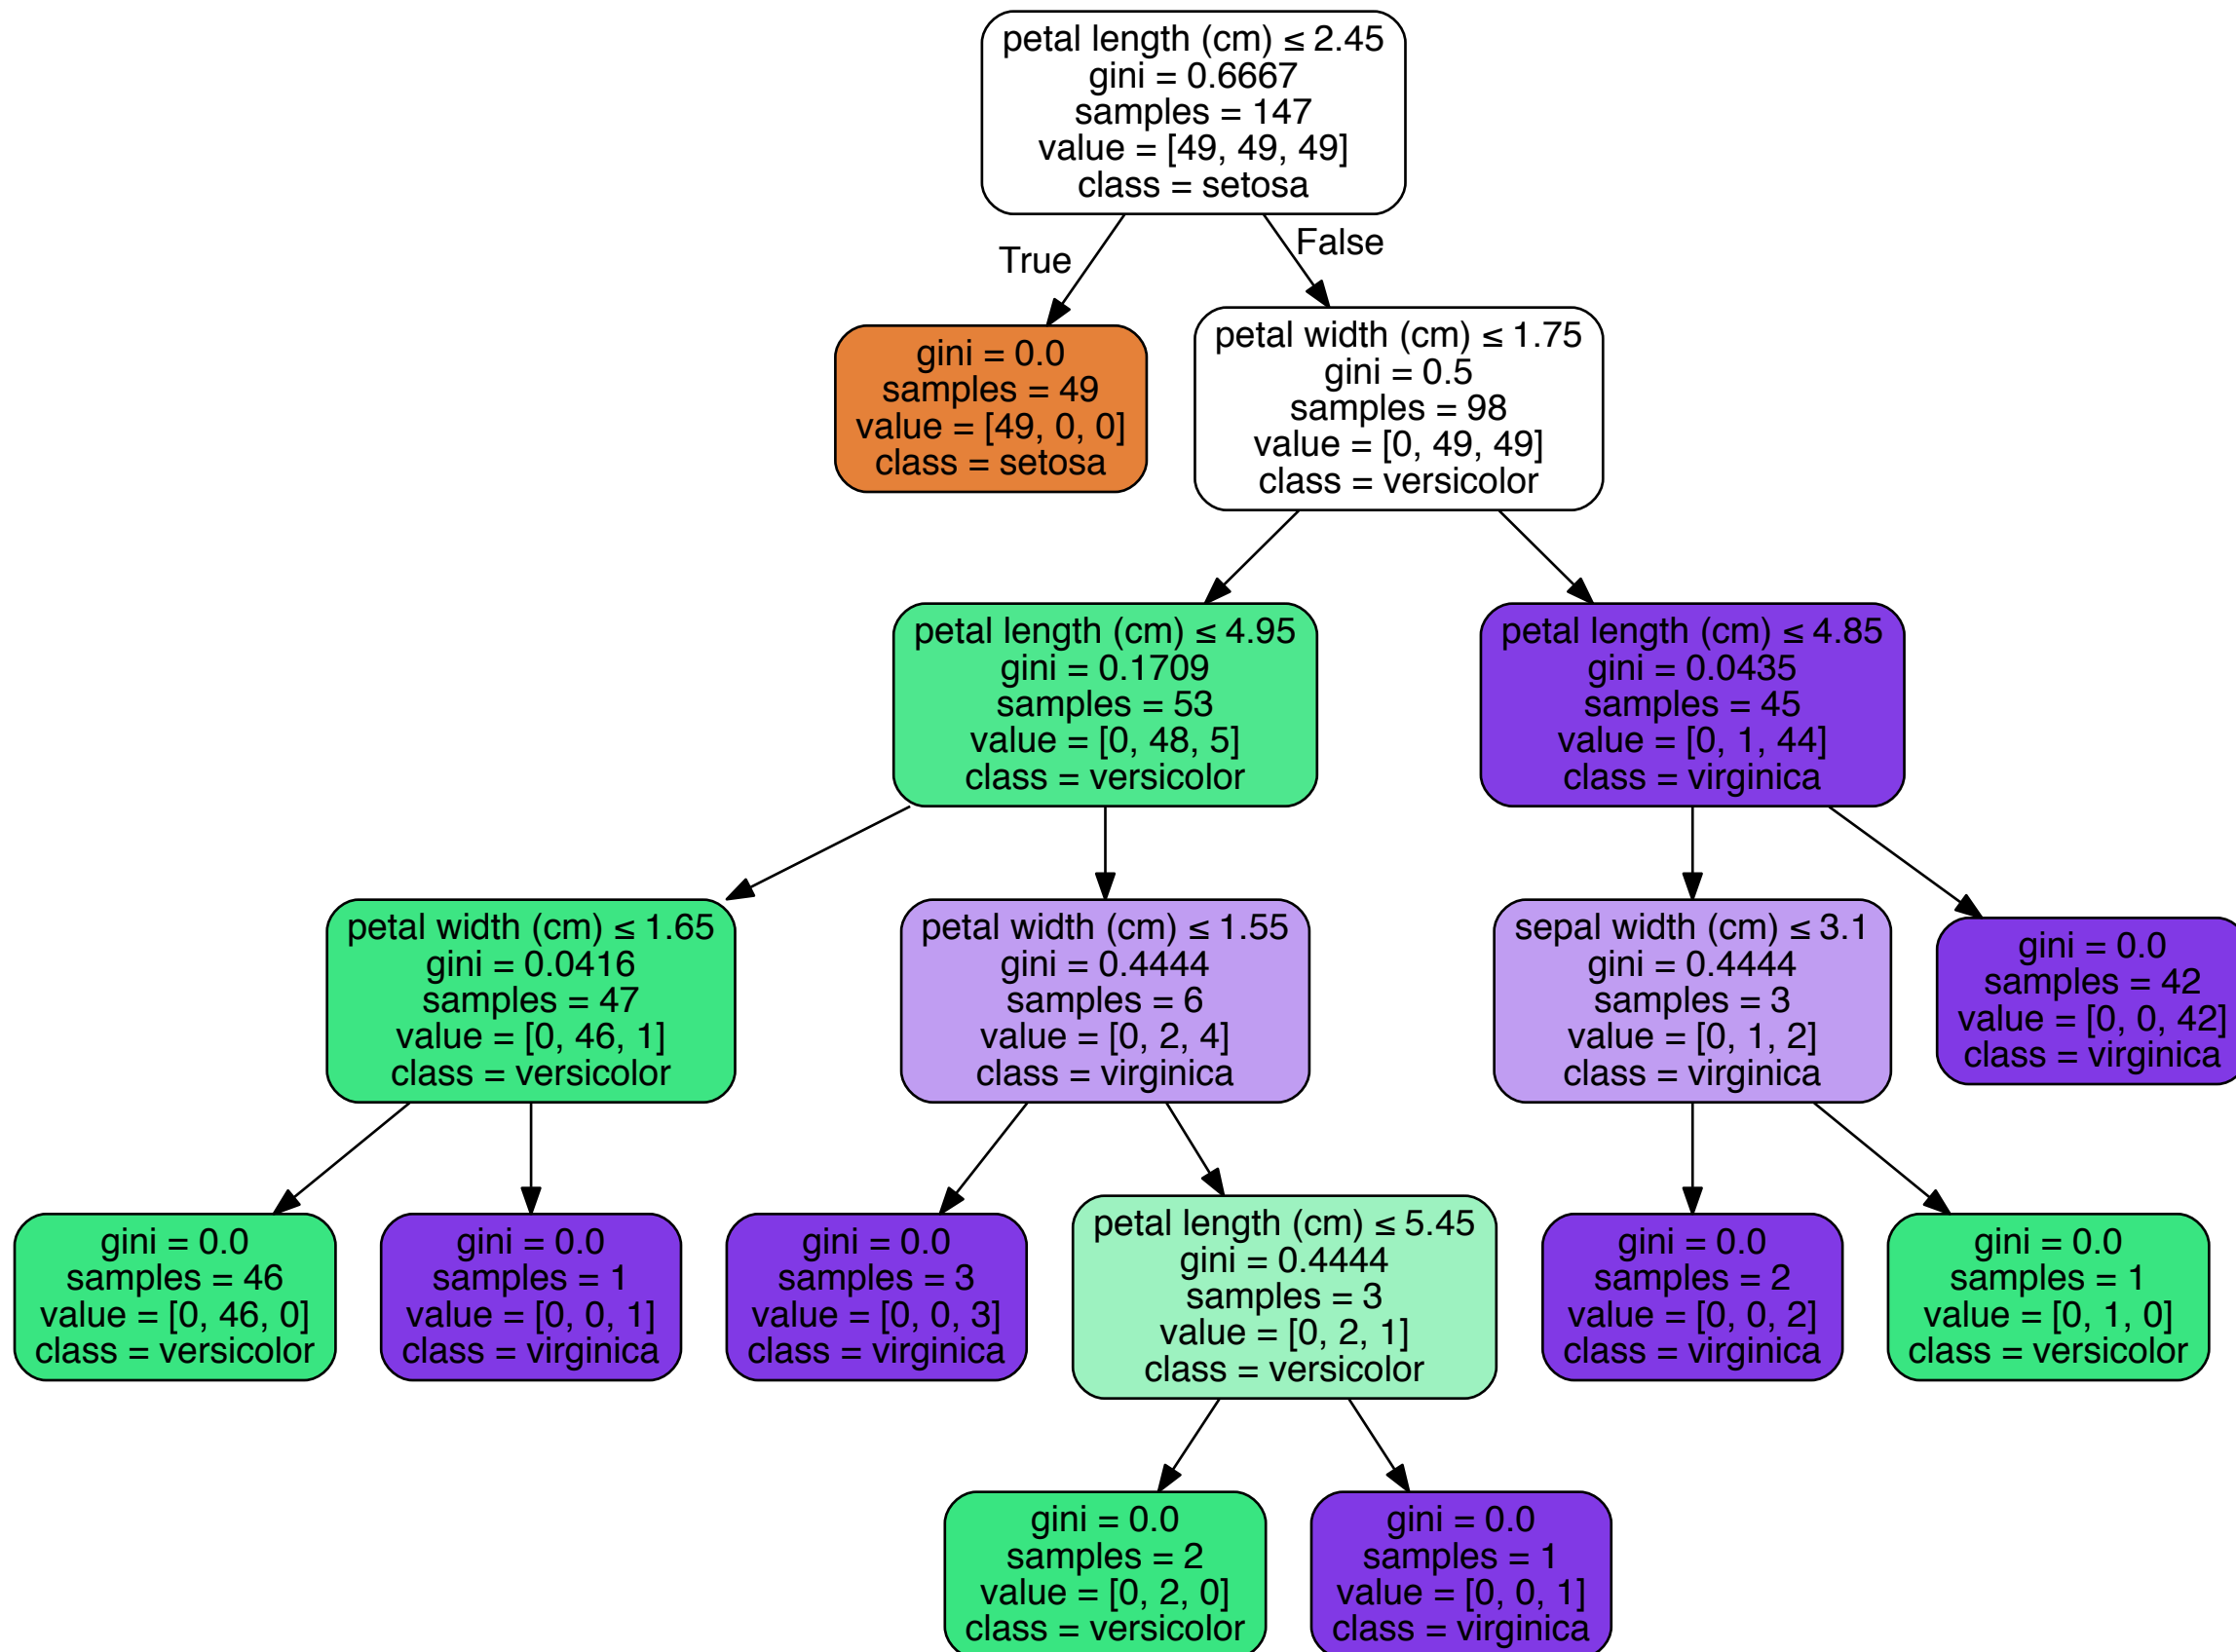 petal length (cm) ≤ 2.45
gini = 0.6667
samples = 147
value = [49, 49, 49]
class = setosa
True
False
gini = 0.0
samples = 49
value = [49, 0, 0]
class = setosa
petal width (cm) ≤ 1.75
gini = 0.5
samples = 98
value = [0, 49, 49]
class = versicolor
petal length (cm) ≤ 4.95
gini = 0.1709
samples = 53
value = [0, 48, 5]
class = versicolor
petal length (cm) ≤ 4.85
gini = 0.0435
samples = 45
value = [0, 1, 44]
class = virginica
petal width (cm) ≤ 1.65
gini = 0.0416
samples = 47
value = [0, 46, 1]
class = versicolor
petal width (cm) ≤ 1.55
gini = 0.4444
samples = 6
value = [0, 2, 4]
class = virginica
sepal width (cm) ≤ 3.1
gini = 0.4444
samples = 3
value = [0, 1, 2]
class = virginica
gini = 0.0
samples = 42
value = [0, 0, 42]
class = virginica
gini = 0.0
samples = 46
value = [0, 46, 0]
class = versicolor
gini = 0.0
samples = 1
value = [0, 0, 1]
class = virginica
gini = 0.0
samples = 3
value = [0, 0, 3]
class = virginica
petal length (cm) ≤ 5.45
gini = 0.4444
samples = 3
value = [0, 2, 1]
class = versicolor
gini = 0.0
samples = 2
value = [0, 0, 2]
class = virginica
gini = 0.0
samples = 1
value = [0, 1, 0]
class = versicolor
gini = 0.0
samples = 2
value = [0, 2, 0]
class = versicolor
gini = 0.0
samples = 1
value = [0, 0, 1]
class = virginica